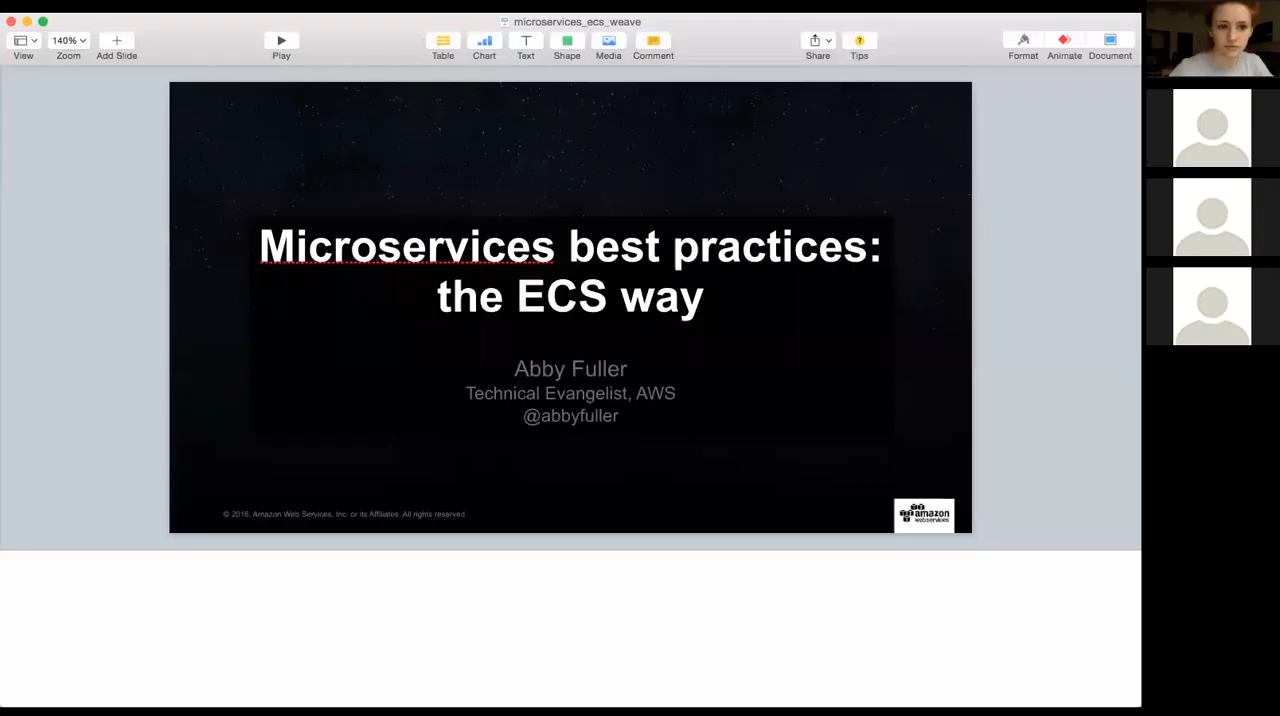 microservices_ecs_weave
140%
View
Zoom
Add Slide
Play
Table
Chart
Text
Shape
Media
Comment
Share
Tips
Format
Animate
Document
Microservices best practices:
the ECS way
Abby Fuller
Technical Evangelist, AWS
@abbyfuller
© 2016, Amazon Web Services, Inc. or its Affiliates. All rights reserved.
amazon
webservices